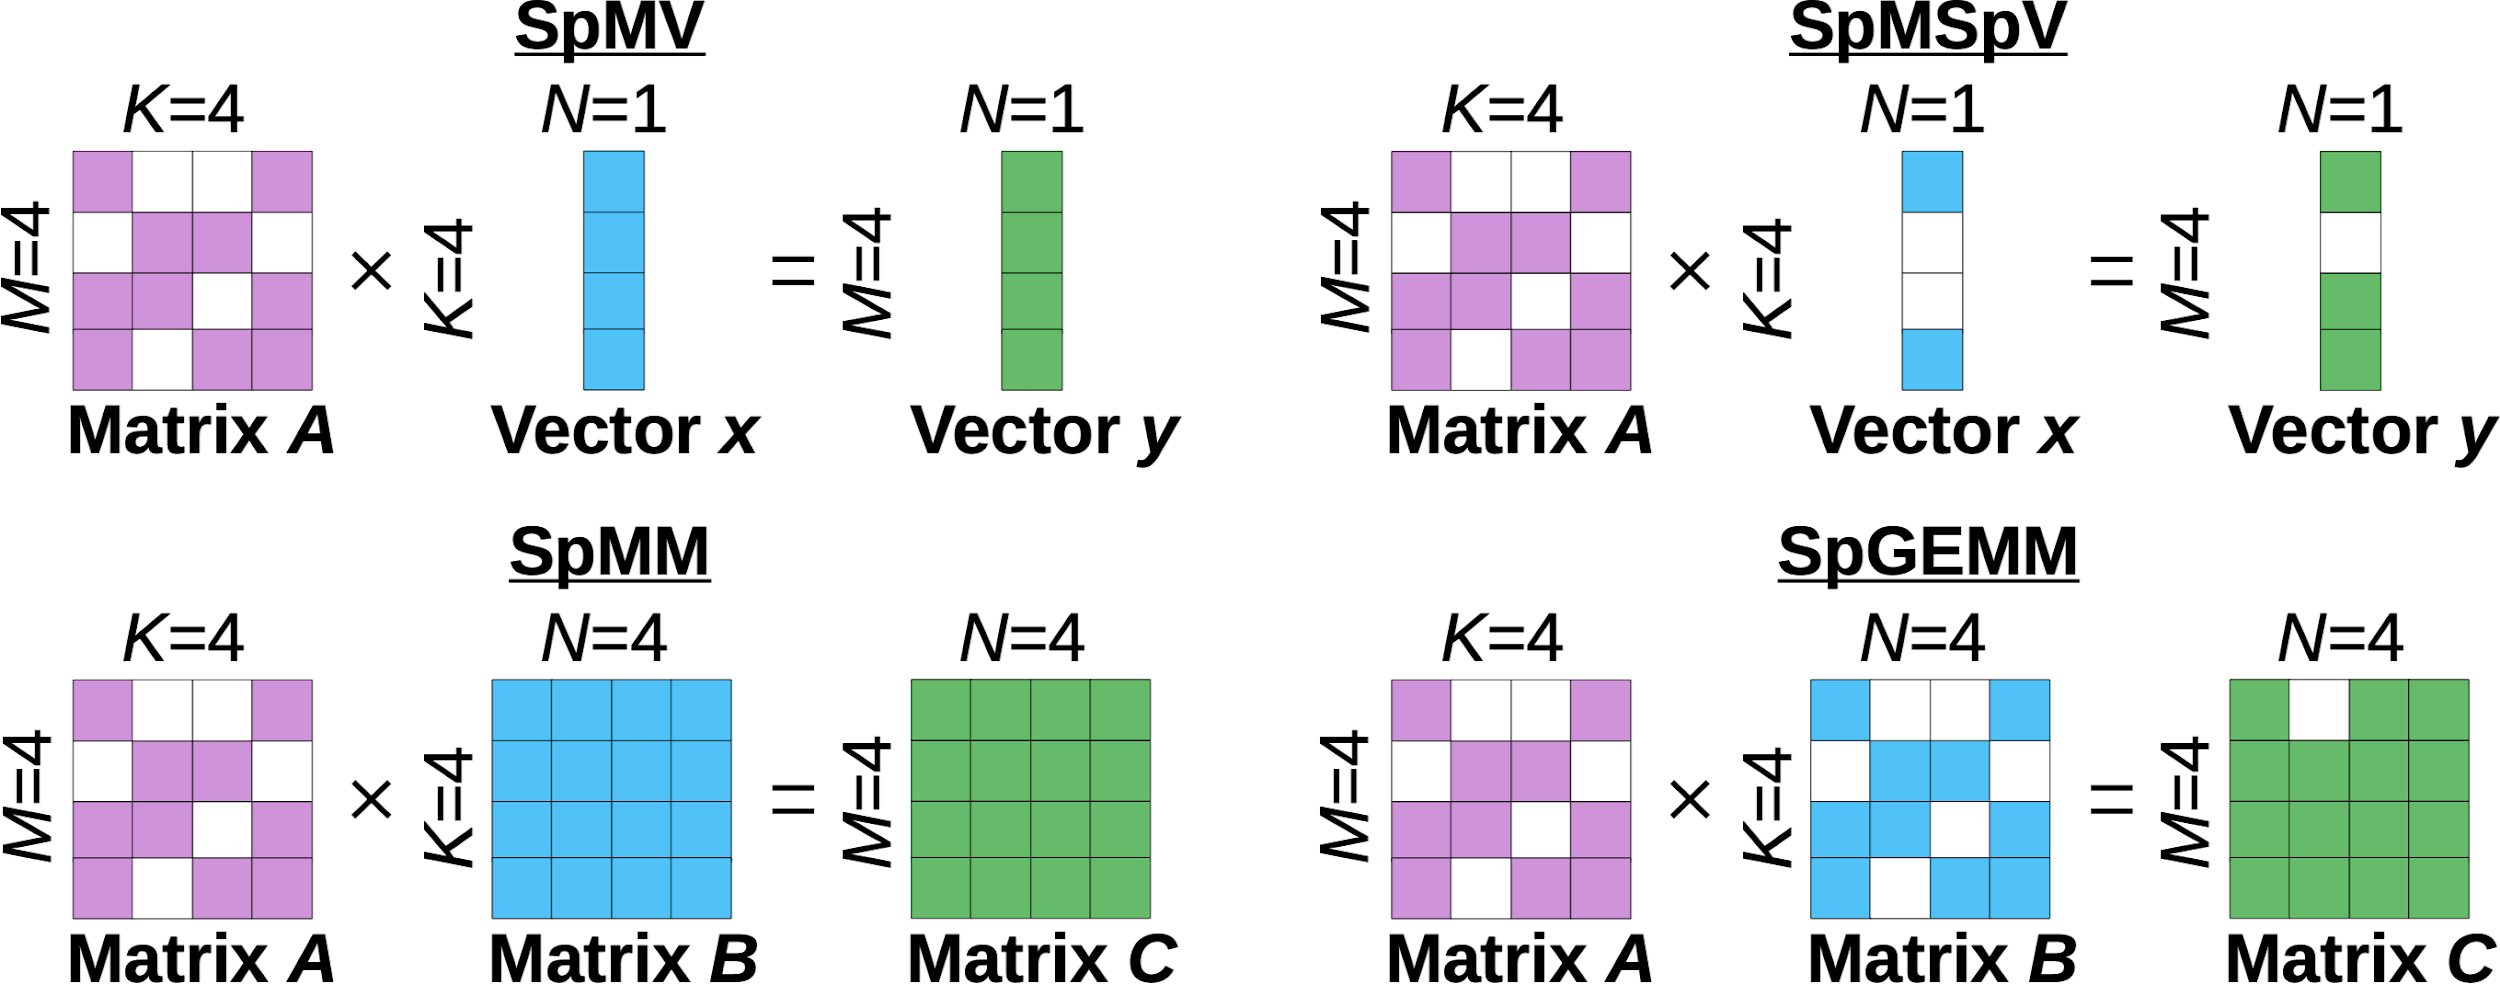 SpMV
K=4 N=1 N=1
M=4 × K=4 = M=4
Matrix A Vector x Vector y
SpMSpV
K=4 N=1 N=1
M=4 × K=4 = M=4
Matrix A Vector x Vector y
SpMM
K=4 N=4 N=4
M=4 × K=4 = M=4
Matrix A Matrix B Matrix C
SpGEMM
K=4 N=4 N=4
M=4 × K=4 = M=4
Matrix A Matrix B Matrix C